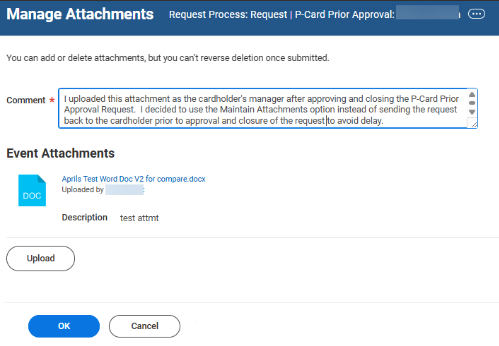 Manage Attachments Request Process: Request | P-Card Prior Approval:
You can add or delete attachments, but you can't reverse deletion once submitted.
Comment * I uploaded this attachment as the cardholder's manager after approving and closing the P-Card Prior
Approval Request. I decided to use the Maintain Attachments option instead of sending the request
back to the cardholder prior to approval and closure of the request to avoid delay.
Event Attachments
Aprils Test Word Doc V2 for compare.docx
Uploaded by
DOC
Description test attmt
Upload
OK Cancel